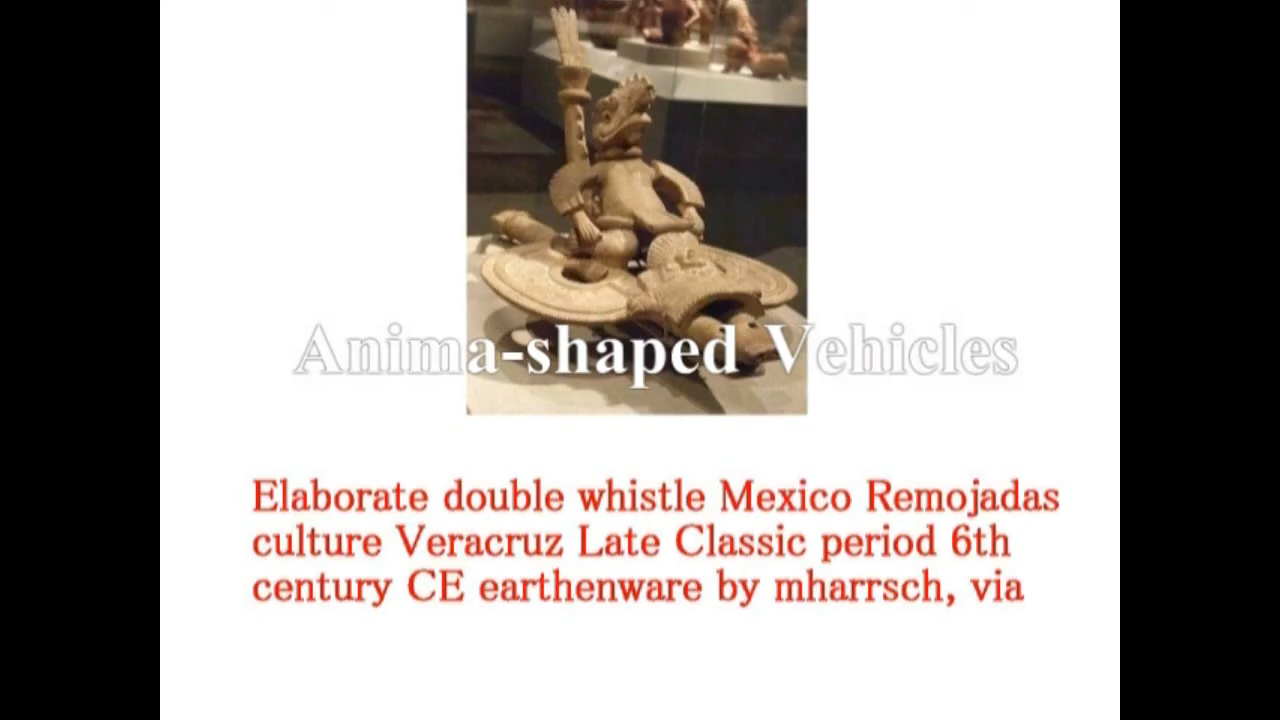 Anima-shaped Vehicles
Elaborate double whistle Mexico Remojadas
culture Veracruz Late Classic period 6th
century CE earthenware by mharrsch, via